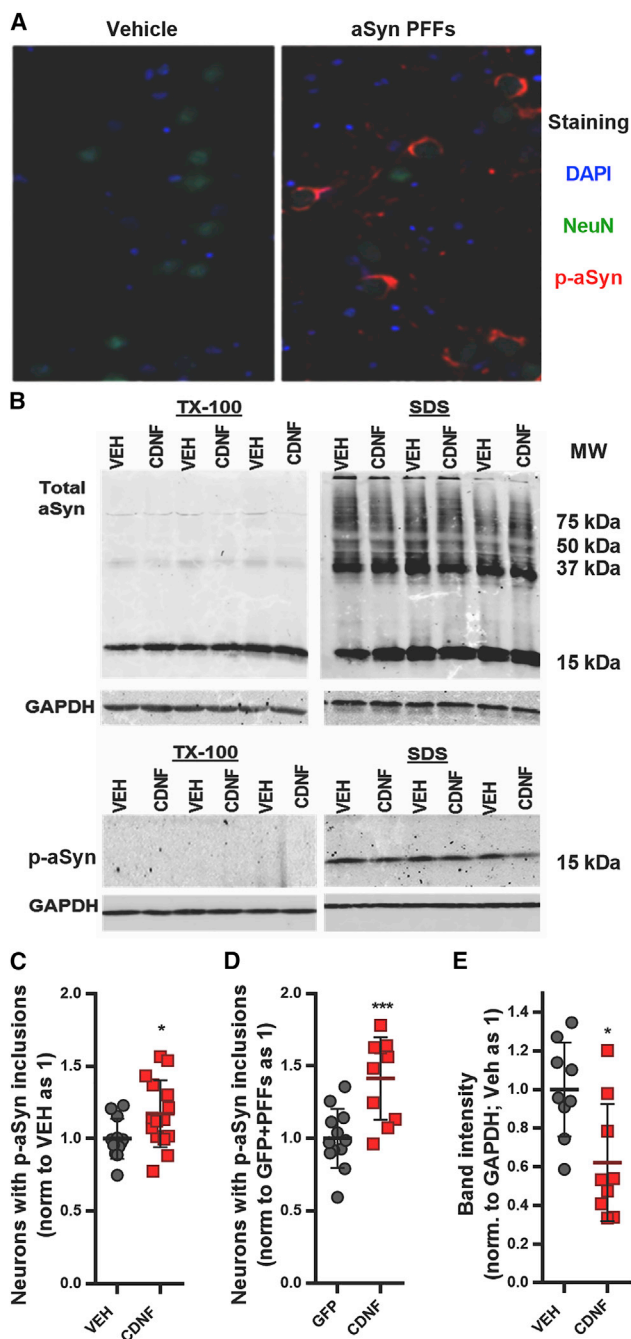 A
Vehicle
aSyn PFFs
Staining
DAPI
NeuN
p-aSyn
B
TX-100
SDS
VEH CDNF VEH CDNF VEH CDNF
VEH CDNF VEH CDNF VEH CDNF
MW
Total
aSyn
75 kDa
50 kDa
37 kDa
15 kDa
GAPDH
TX-100
SDS
VEH CDNF VEH CDNF VEH CDNF
VEH CDNF VEH CDNF VEH CDNF
p-aSyn
15 kDa
GAPDH
C
Neurons with p-aSyn inclusions
(norm to VEH as 1)
2.0
1.5
1.0
0.5
0.0
*
VEH
CDNF
D
Neurons with p-aSyn inclusions
(norm to GFP+PFFs as 1)
2.0
1.5
1.0
0.5
0.0
***
GFP
CDNF
E
Band intensity
(norm. to GAPDH; Veh as 1)
1.4
1.2
1.0
0.8
0.6
0.4
0.2
0.0
*
VEH
CDNF